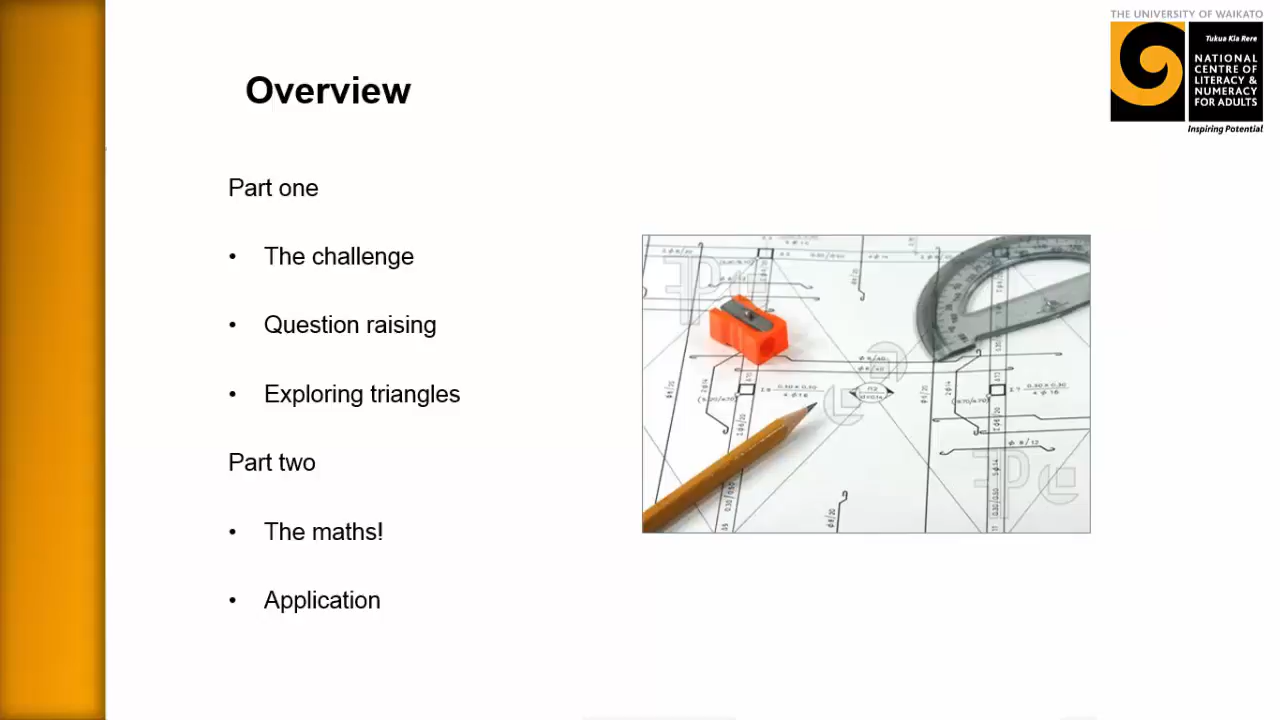 THE UNIVERSITY OF WAIKATO
Tukua Kia Rere
NATIONAL
CENTRE OF
LITERACY &
NUMERACY
FOR ADULTS
Inspiring Potential
Overview
Part one
• The challenge
• Question raising
• Exploring triangles
Part two
• The maths!
• Application